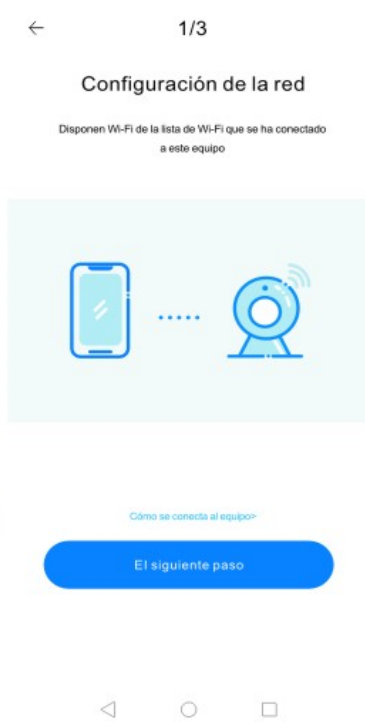 1/3
Configuración de la red
Disponen Wi-Fi de la lista de Wi-Fi que se ha conectado
a este equipo
Cómo se conecta al equipo>
El siguiente paso